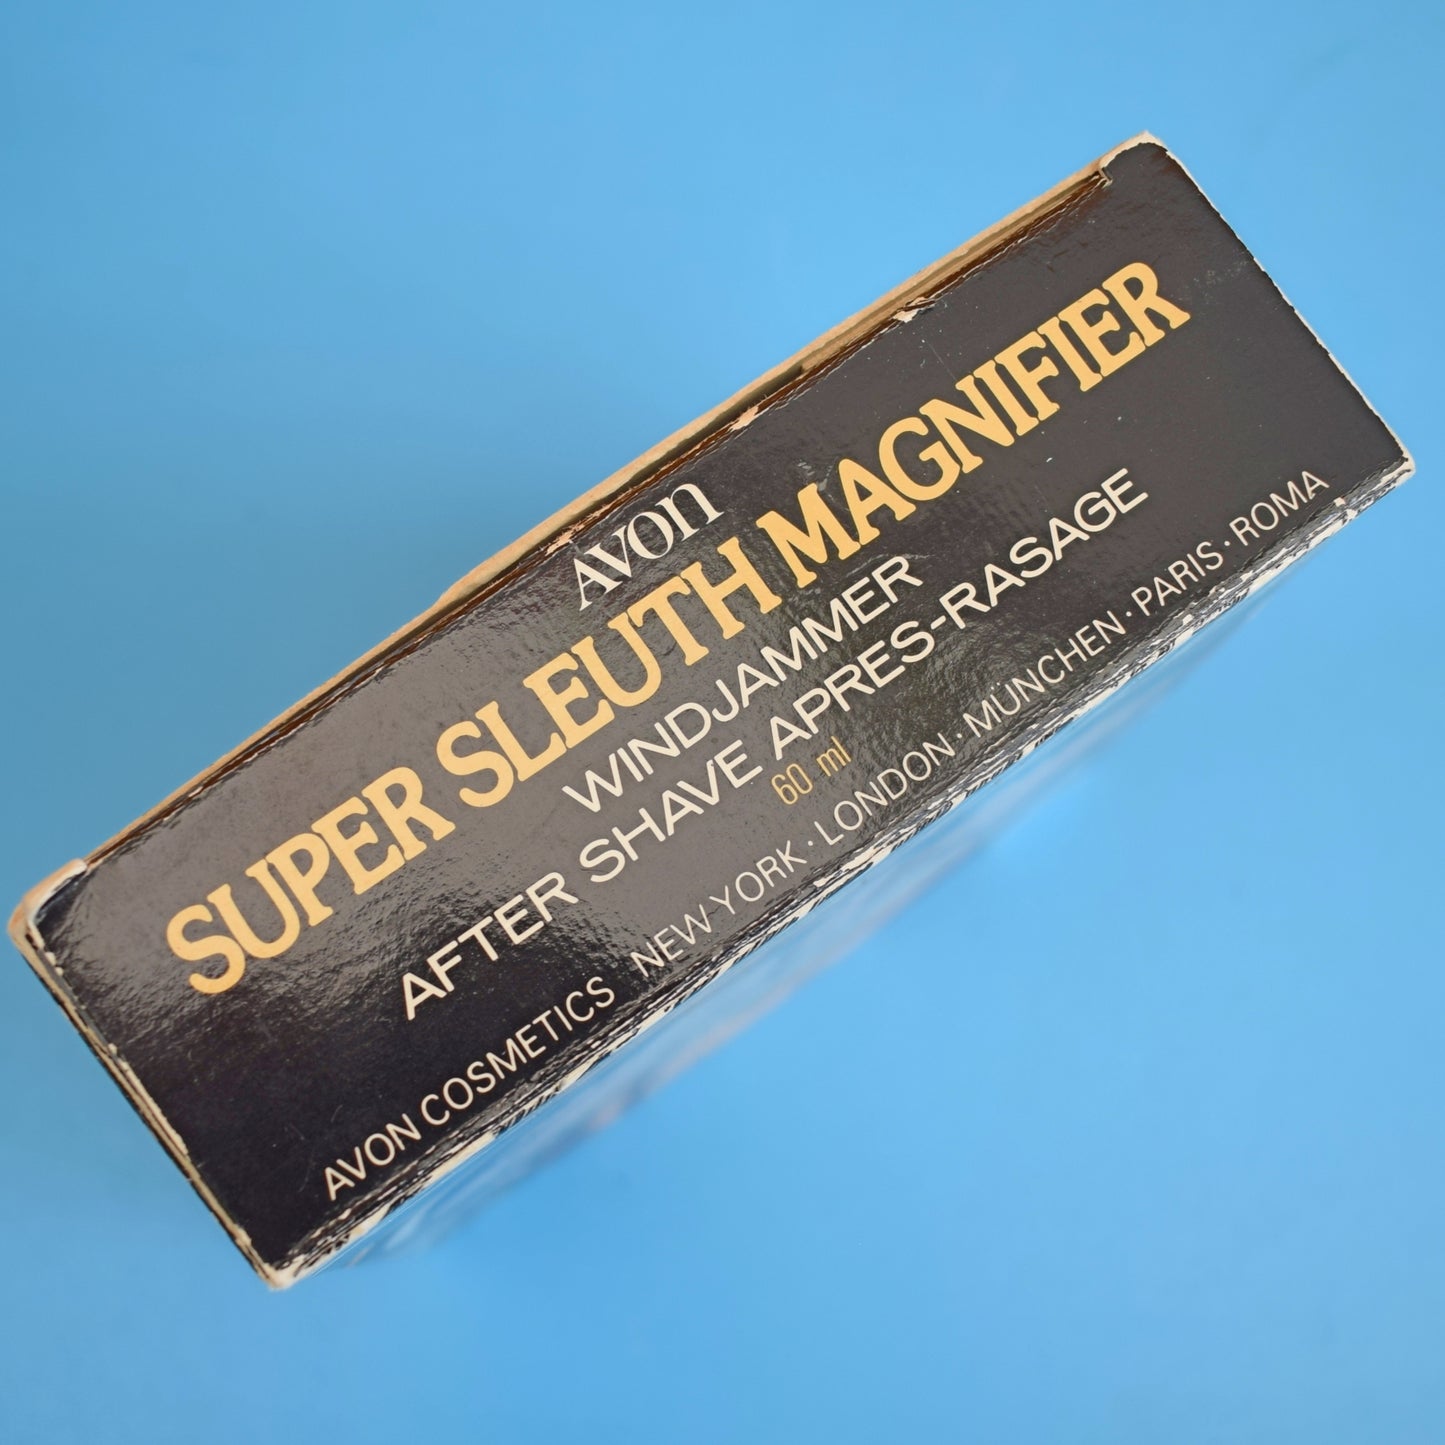 AVON
SUPER SLEUTH MAGNIFIER
WINDJAMMER
AFTER SHAVE APRES-RASAGE
60 ml
AVON COSMETICS NEW YORK · LONDON · MÜNCHEN · PARIS · ROMA